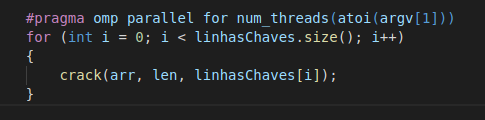 #pragma omp parallel for num_threads(atoi(argv[1]))
for (int i = 0; i < linhasChaves.size(); i++)
{
    crack(arr, len, linhasChaves[i]);
}